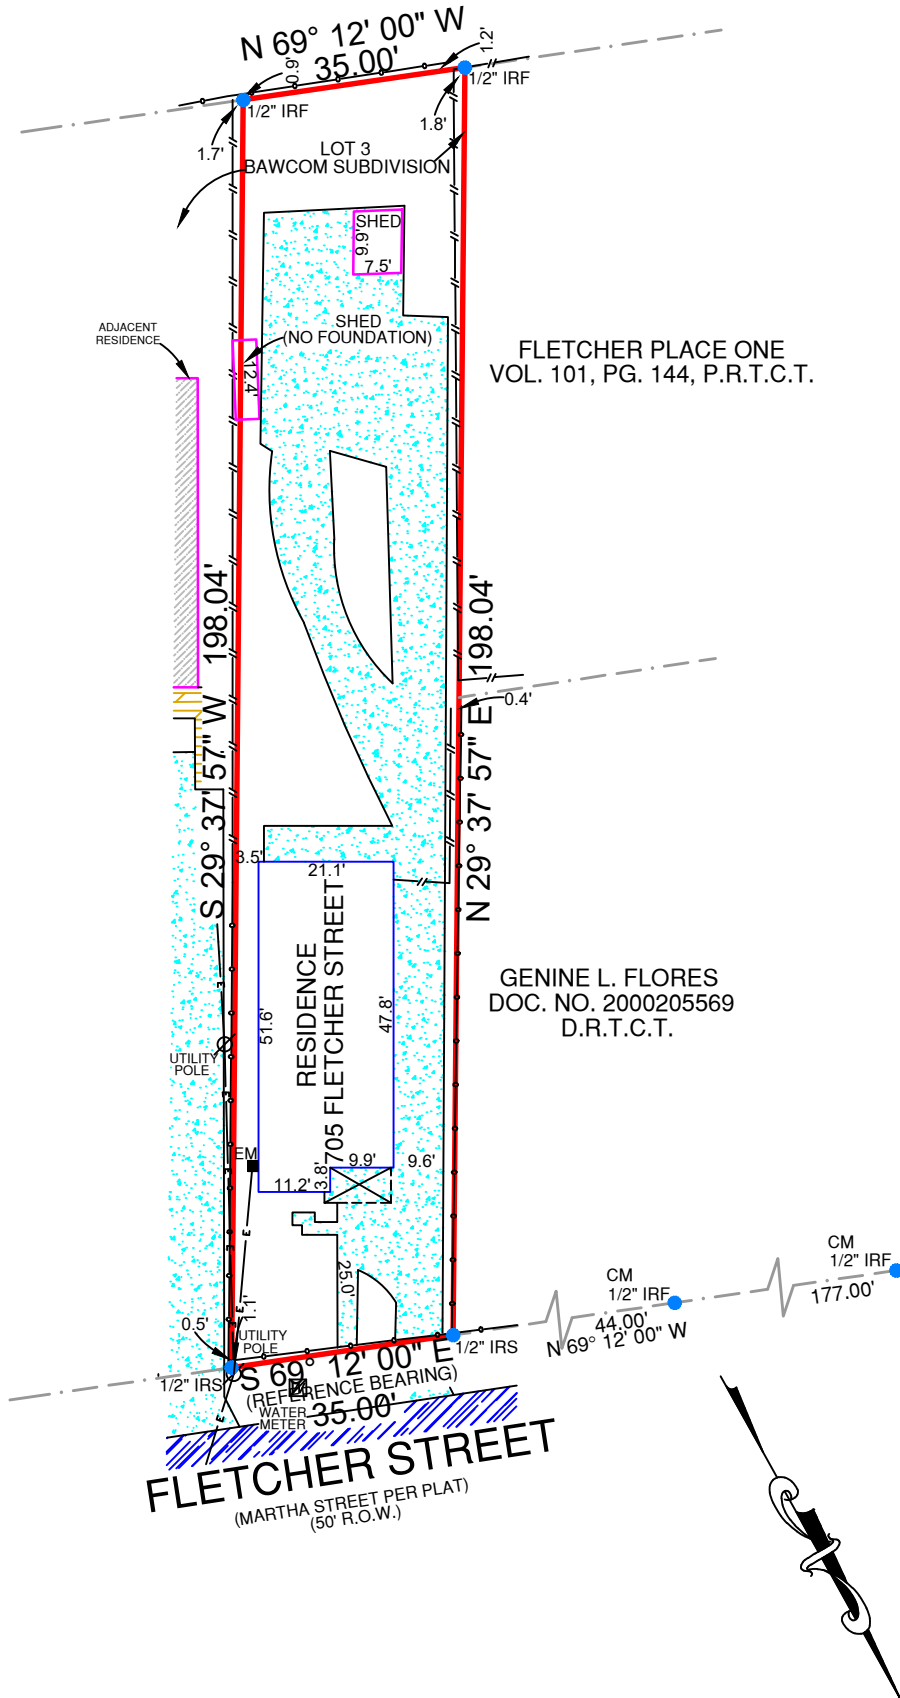 N 69° 12' 00" W
35.00'
0.9'
1.2'
1/2" IRF
1/2" IRF
1.7'
1.8'
LOT 3
BAWCOM SUBDIVISION
SHED
9.9'
7.5'
SHED
(NO FOUNDATION)
12.4'
ADJACENT
RESIDENCE
FLETCHER PLACE ONE
VOL. 101, PG. 144, P.R.T.C.T.
S 29° 37' 57" W 198.04'
N 29° 37' 57" E 198.04'
0.4'
3.5'
21.1'
RESIDENCE
705 FLETCHER STREET
51.6'
47.8'
GENINE L. FLORES
DOC. NO. 2000205569
D.R.T.C.T.
UTILITY
POLE
E
E
EM
11.2'
3.8'
9.9'
9.6'
E
E
E
E
25.0'
1.1'
0.5'
UTILITY
POLE
CM
1/2" IRF
CM
1/2" IRF
44.00'
177.00'
N 69° 12' 00" W
1/2" IRS
1/2" IRS
S 69° 12' 00" E
(REFERENCE BEARING)
35.00'
WATER
METER
E
FLETCHER STREET
(MARTHA STREET PER PLAT)
(50' R.O.W.)